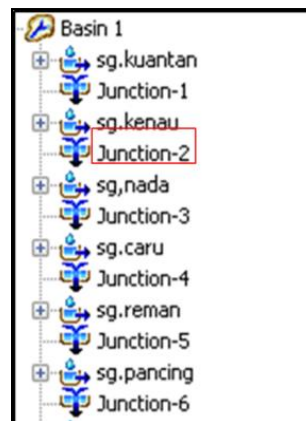 Basin 1
sg.kuantan
Junction-1
sg.kenau
Junction-2
sg,nada
Junction-3
sg.caru
Junction-4
sg.reman
Junction-5
sg.pancing
Junction-6